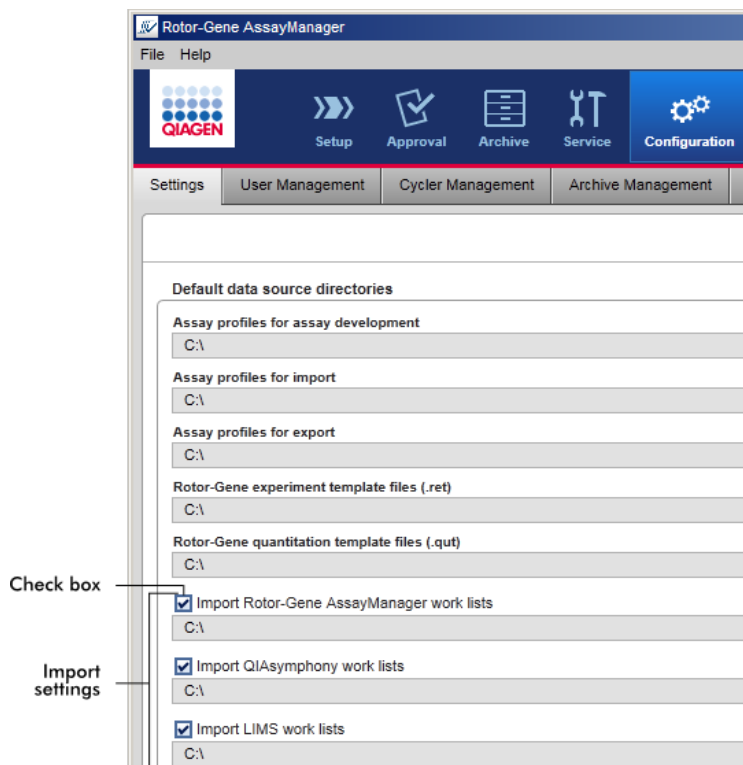 Rotor-Gene AssayManager
File Help
QIAGEN
Setup Approval Archive Service Configuration
Settings User Management Cycler Management Archive Management
Default data source directories
Assay profiles for assay development
C:\
Assay profiles for import
C:\
Assay profiles for export
C:\
Rotor-Gene experiment template files (.ret)
C:\
Rotor-Gene quantitation template files (.qut)
C:\
Check box
Import Rotor-Gene AssayManager work lists
C:\
Import QIAsymphony work lists
Import
settings
C:\
Import LIMS work lists
C:\